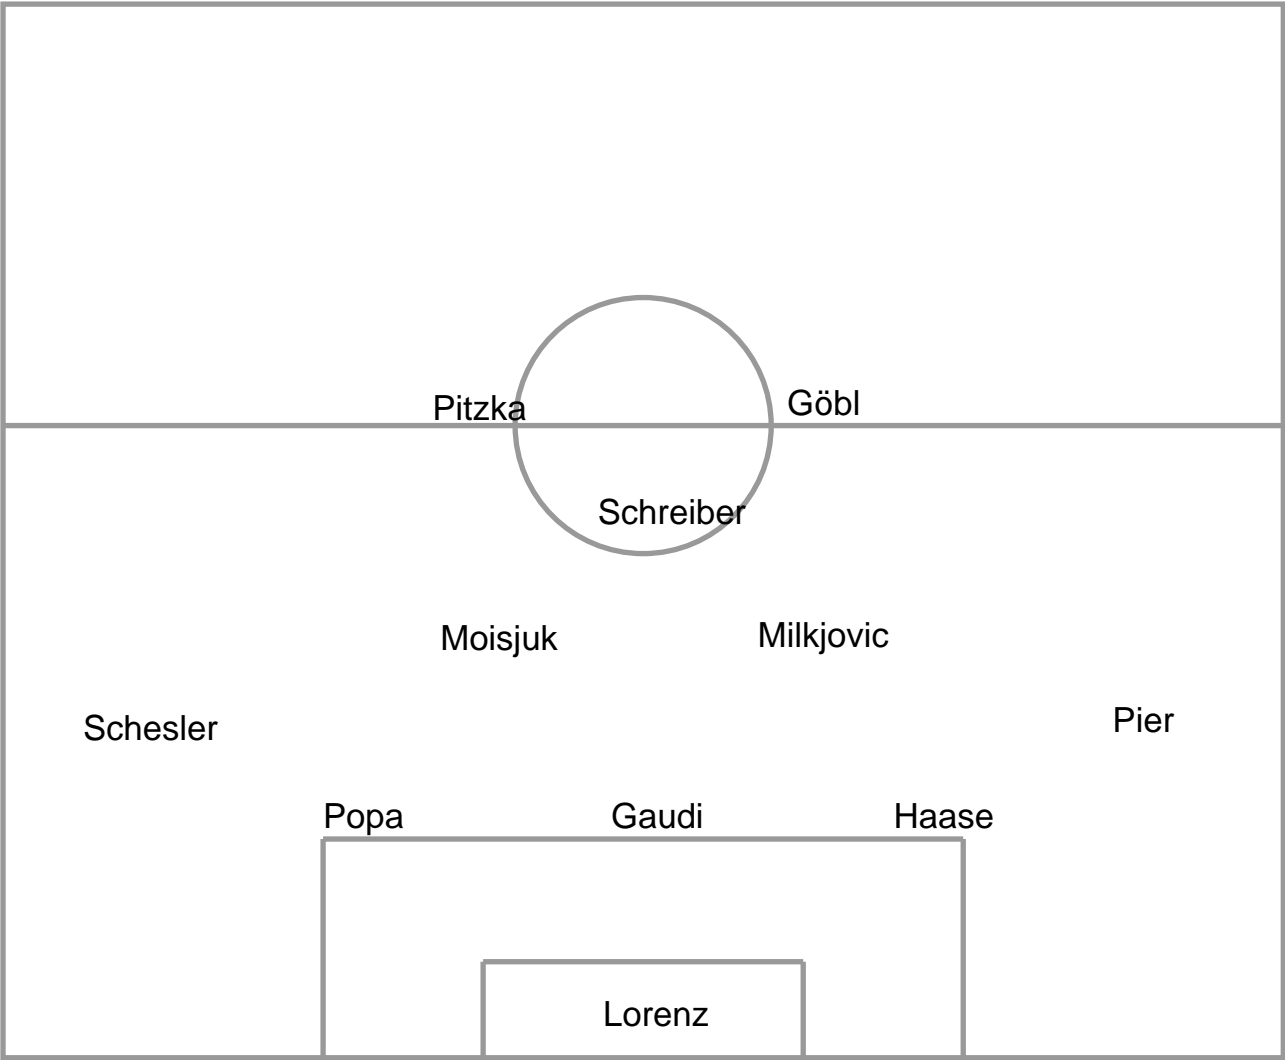 Pitzka
Göbl
Schreiber
Moisjuk
Milkjovic
Schesler
Pier
Popa
Gaudi
Haase
Lorenz